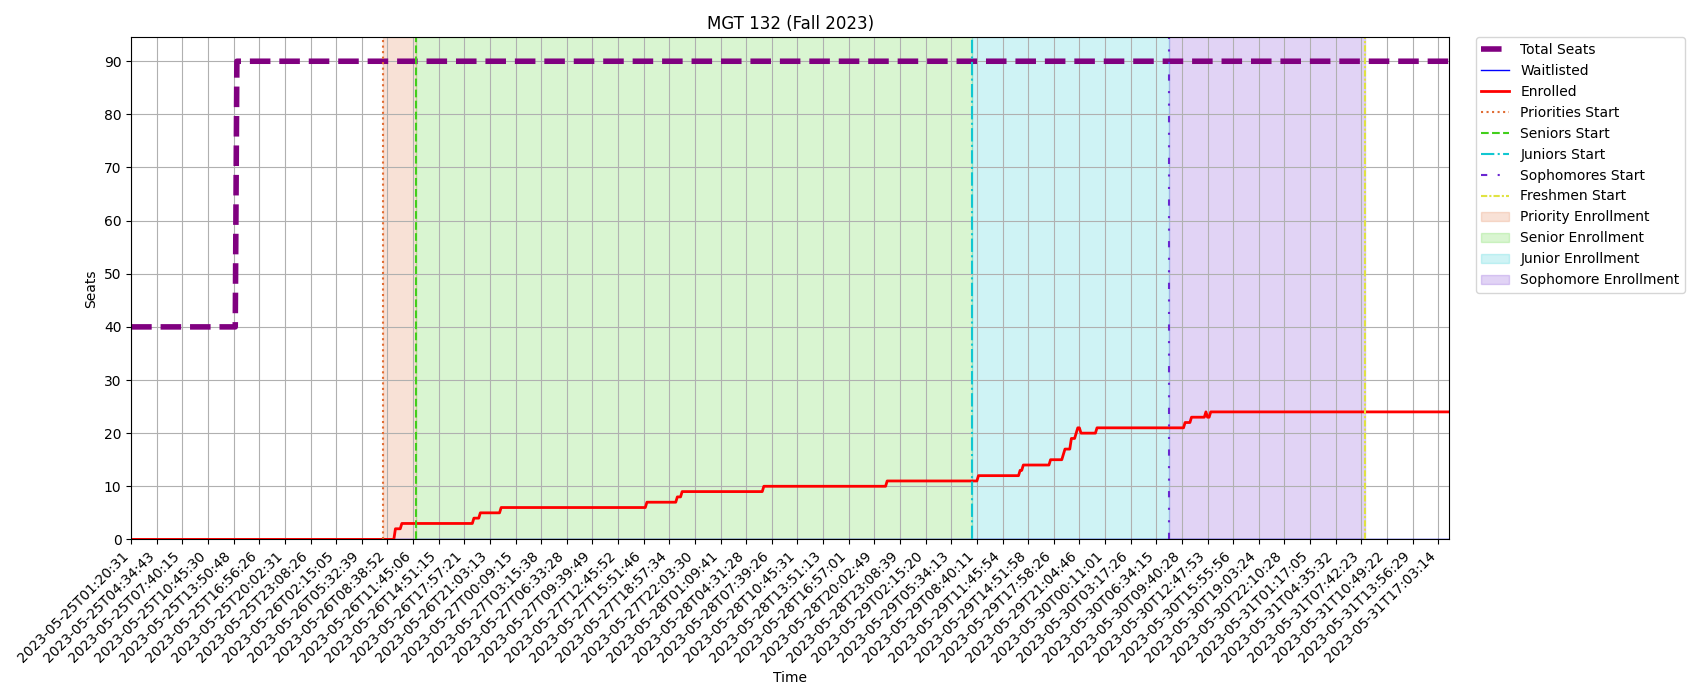 MGT 132 (Fall 2023)
Seats
90
80
70
60
50
40
30
20
10
0
2023-05-25T01:20:31
2023-05-25T04:34:43
2023-05-25T07:40:15
2023-05-25T10:45:30
2023-05-25T13:50:48
2023-05-25T16:56:26
2023-05-25T20:02:31
2023-05-25T23:08:26
2023-05-26T02:15:05
2023-05-26T05:32:39
2023-05-26T08:38:52
2023-05-26T11:45:06
2023-05-26T14:51:15
2023-05-26T17:57:21
2023-05-26T21:03:13
2023-05-27T00:09:15
2023-05-27T03:15:38
2023-05-27T06:33:28
2023-05-27T09:39:49
2023-05-27T12:45:52
2023-05-27T15:51:46
2023-05-27T18:57:34
2023-05-27T22:03:30
2023-05-28T01:09:41
2023-05-28T04:31:28
2023-05-28T07:39:26
2023-05-28T10:45:31
2023-05-28T13:51:13
2023-05-28T16:57:01
2023-05-28T20:02:49
2023-05-28T23:08:39
2023-05-29T02:15:20
2023-05-29T05:34:13
2023-05-29T08:40:11
2023-05-29T11:45:54
2023-05-29T14:51:58
2023-05-29T17:58:26
2023-05-29T21:04:46
2023-05-30T00:11:01
2023-05-30T03:17:26
2023-05-30T06:34:15
2023-05-30T09:40:28
2023-05-30T12:47:53
2023-05-30T15:55:56
2023-05-30T19:03:24
2023-05-30T22:10:28
2023-05-31T01:17:05
2023-05-31T04:35:32
2023-05-31T07:42:23
2023-05-31T10:49:22
2023-05-31T13:56:29
2023-05-31T17:03:14
Time
Total Seats
Waitlisted
Enrolled
Priorities Start
Seniors Start
Juniors Start
Sophomores Start
Freshmen Start
Priority Enrollment
Senior Enrollment
Junior Enrollment
Sophomore Enrollment